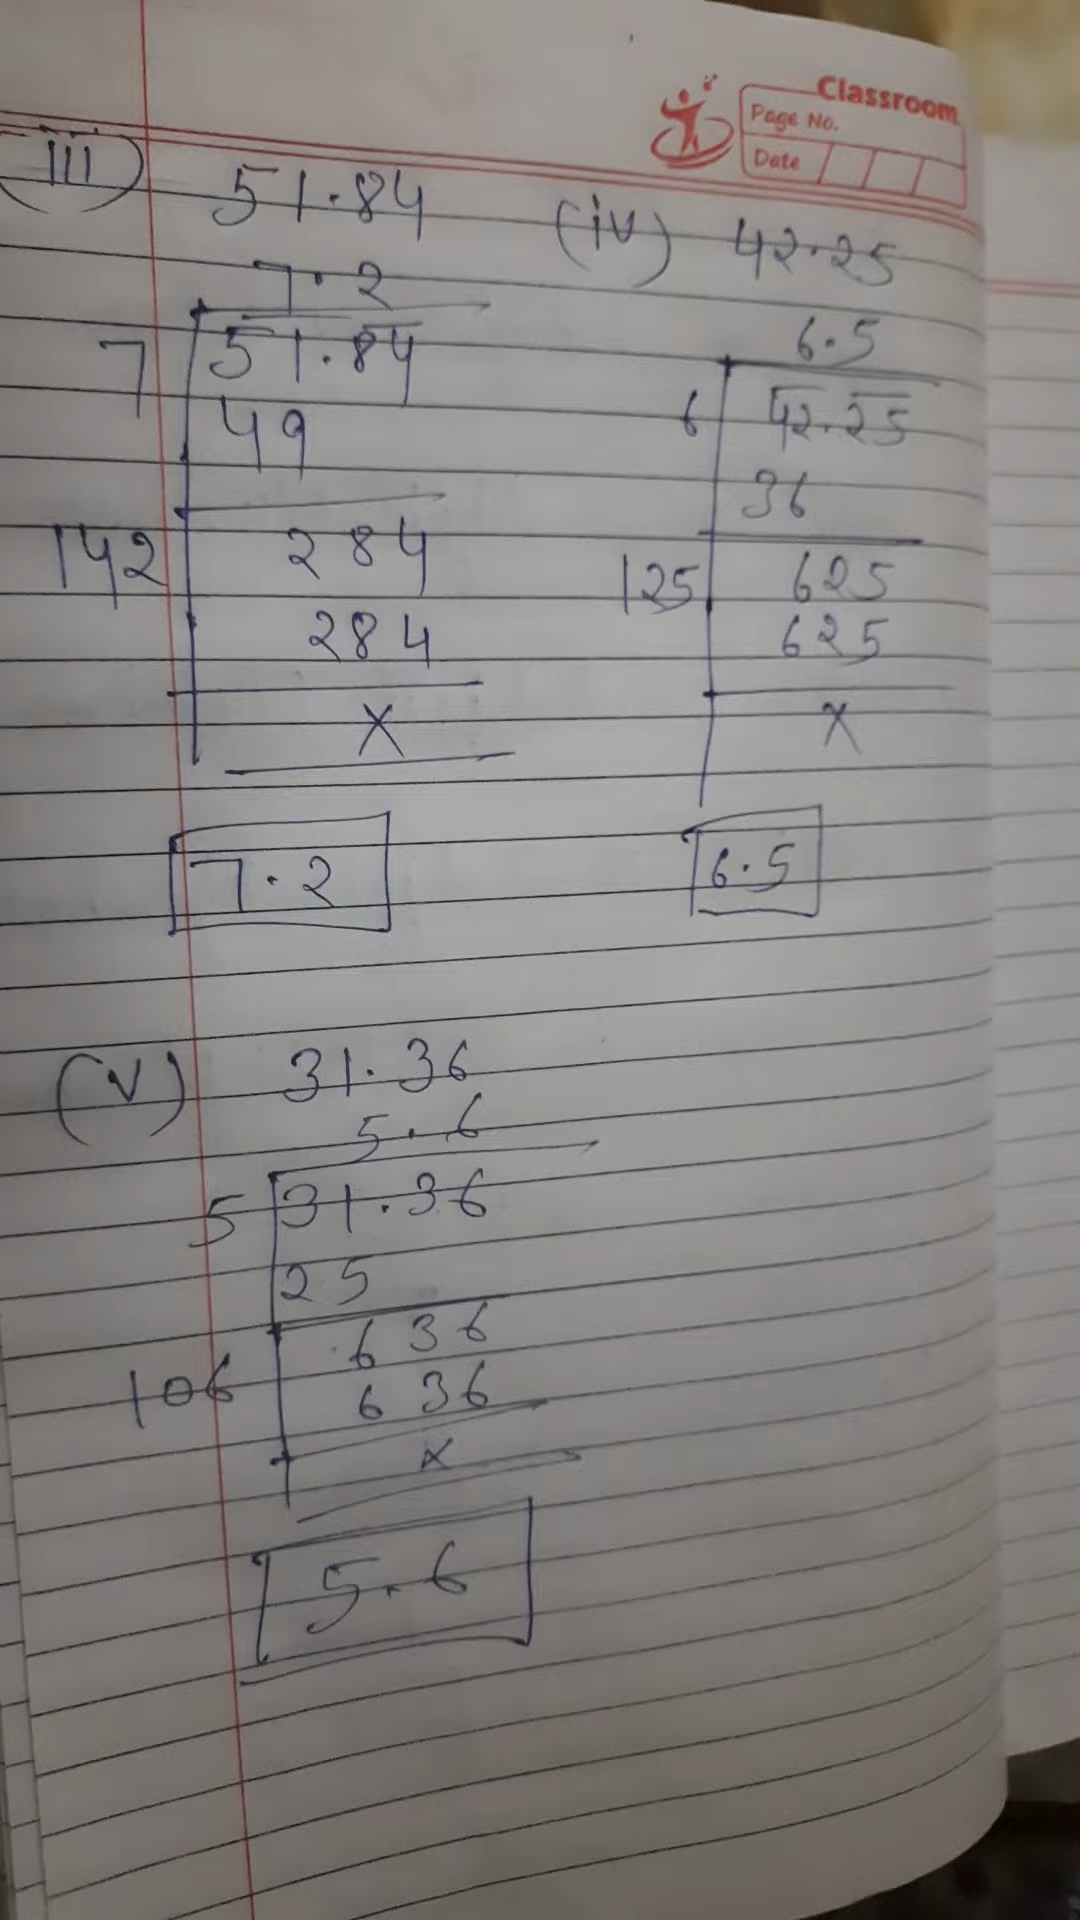 Classroom
Page No.
Date
(iii) 51.84
7.2
7 51.84
49
142 284
284
x
7.2
(iv) 42.25
6.5
6 42.25
36
125 625
625
x
6.5
(v) 31.36
5.6
5 31.36
25
636
106 636
x
5.6